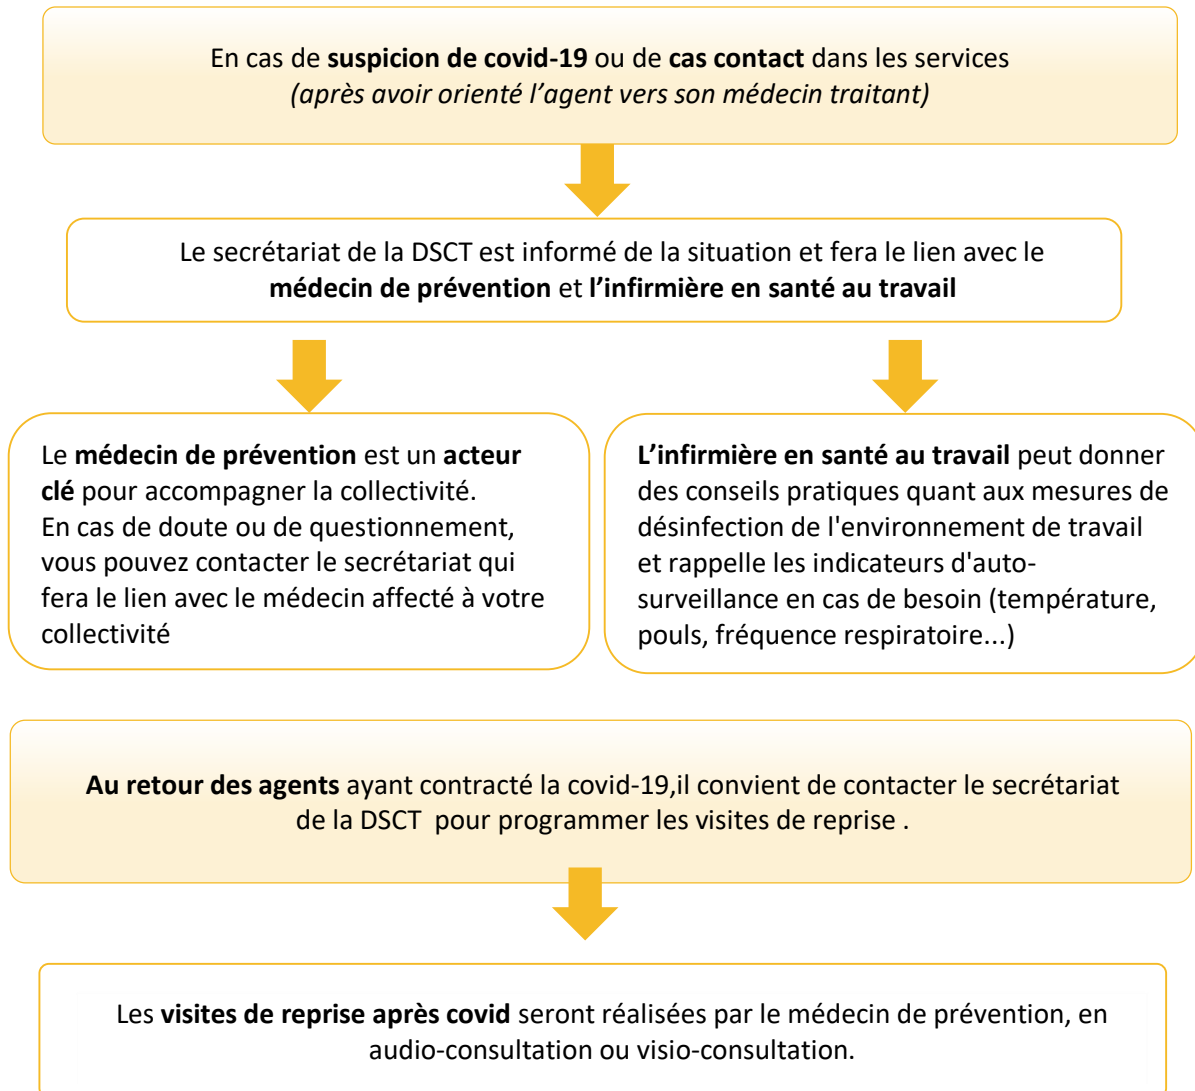 En cas de suspicion de covid-19 ou de cas contact dans les services
(après avoir orienté l’agent vers son médecin traitant)
Le secrétariat de la DSCT est informé de la situation et fera le lien avec le
médecin de prévention et l’infirmière en santé au travail
Le médecin de prévention est un acteur
clé pour accompagner la collectivité.
En cas de doute ou de questionnement,
vous pouvez contacter le secrétariat qui
fera le lien avec le médecin affecté à votre
collectivité
L’infirmière en santé au travail peut donner
des conseils pratiques quant aux mesures de
désinfection de l'environnement de travail
et rappelle les indicateurs d'auto-
surveillance en cas de besoin (température,
pouls, fréquence respiratoire...)
Au retour des agents ayant contracté la covid-19,il convient de contacter le secrétariat
de la DSCT  pour programmer les visites de reprise .
Les visites de reprise après covid seront réalisées par le médecin de prévention, en
audio-consultation ou visio-consultation.